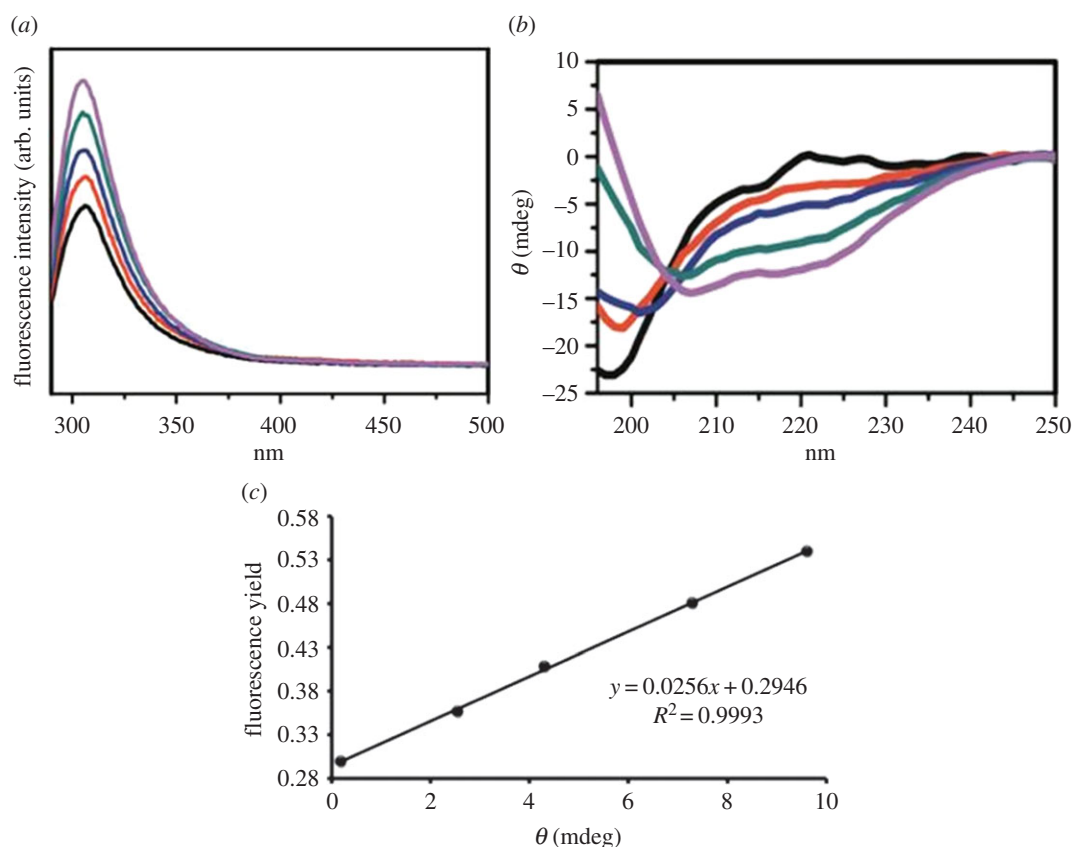 (a)
fluorescence intensity (arb. units)
300
350
400
450
500
nm
(b)
10
5
0
–5
–10
–15
–20
–25
θ (mdeg)
200
210
220
230
240
250
nm
(c)
0.58
0.53
0.48
0.43
0.38
0.33
0.28
fluorescence yield
y = 0.0256x + 0.2946
R² = 0.9993
0
2
4
6
8
10
θ (mdeg)